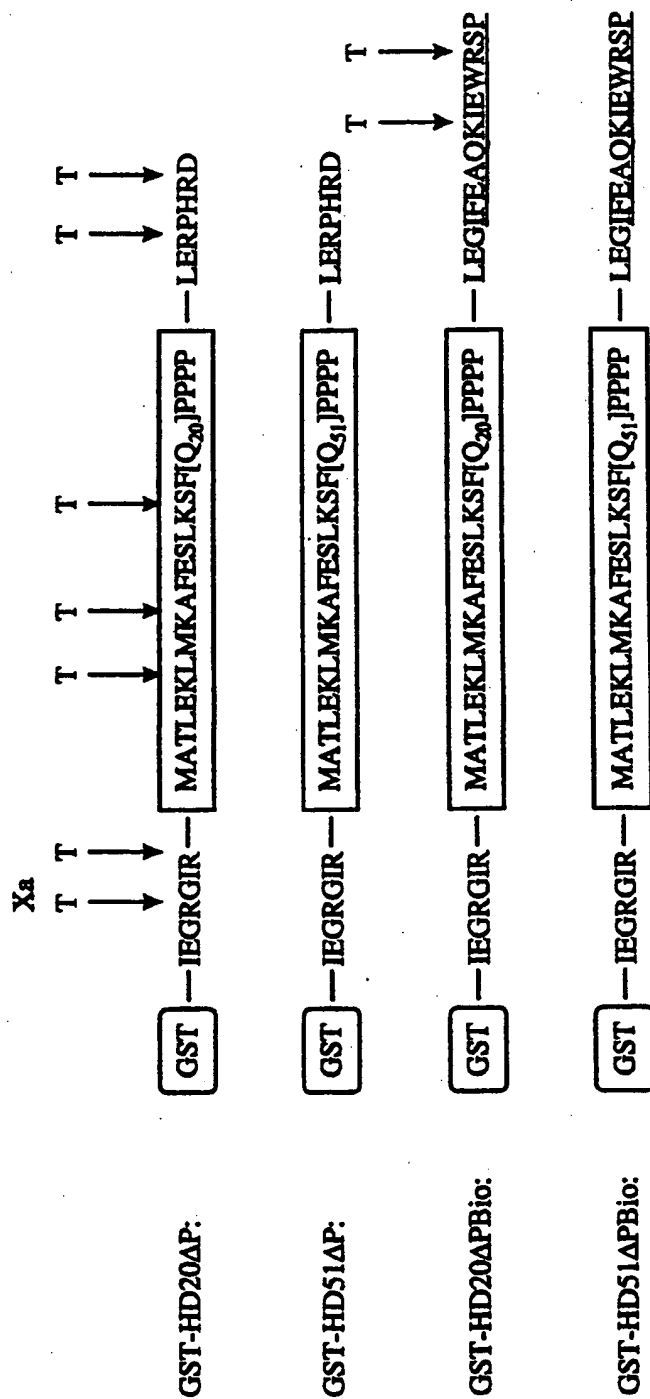 Xa
T T T T T T T
GST-HD20ΔP: GST — IEGRGIR — MATLEKLMKAFESLKSF[Q20]PPPP — LERPHRD
GST-HD51ΔP: GST — IEGRGIR — MATLEKLMKAFESLKSF[Q51]PPPP — LERPHRD
T T
GST-HD20ΔPBio: GST — IEGRGIR — MATLEKLMKAFESLKSF[Q20]PPPP — LEGIFEAQKIEWRSP
GST-HD51ΔPBio: GST — IEGRGIR — MATLEKLMKAFESLKSF[Q51]PPPP — LEGIFEAQKIEWRSP